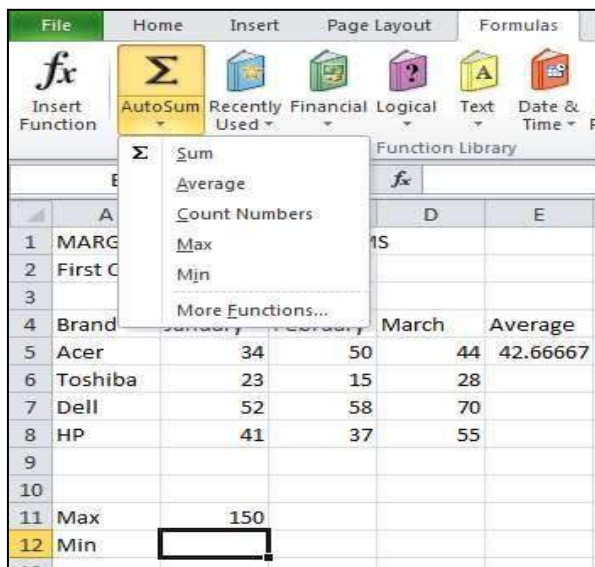 File Home Insert Page Layout Formulas
fx Σ ? A
Insert Function AutoSum Recently Used Financial Logical Text Date & Time
Function Library
Σ Sum
Average
Count Numbers
Max
Min
More Functions...
fx
A D E
1 MARG
2 First
3
4 Brand January February March Average
5 Acer 34 50 44 42.66667
6 Toshiba 23 15 28
7 Dell 52 58 70
8 HP 41 37 55
9
10
11 Max 150
12 Min